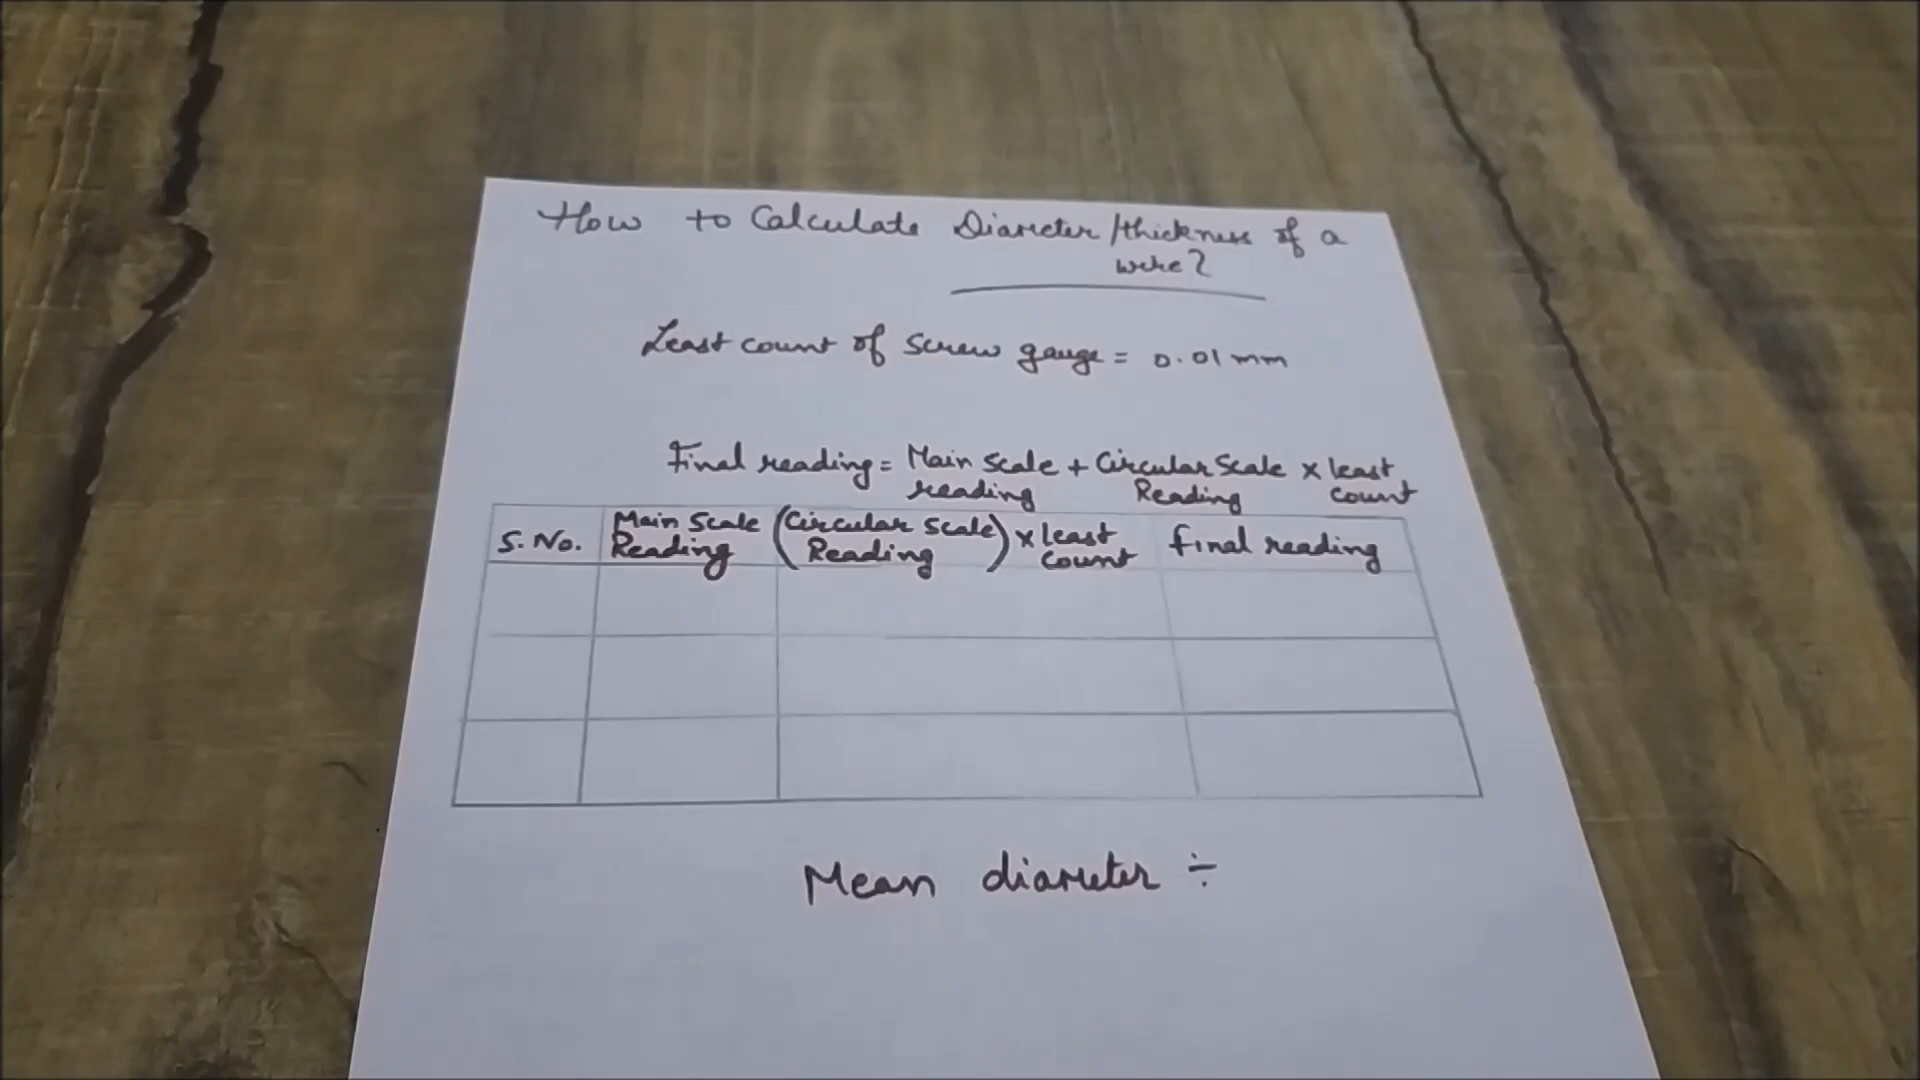 How to Calculate Diameter/thickness of a
wire?
Least count of Screw gauge = 0.01 mm
Final reading = Main Scale + Circular Scale × least
reading Reading count
S. No. Main Scale (Circular Scale) × least final reading
Reading Reading count
Mean diameter ÷